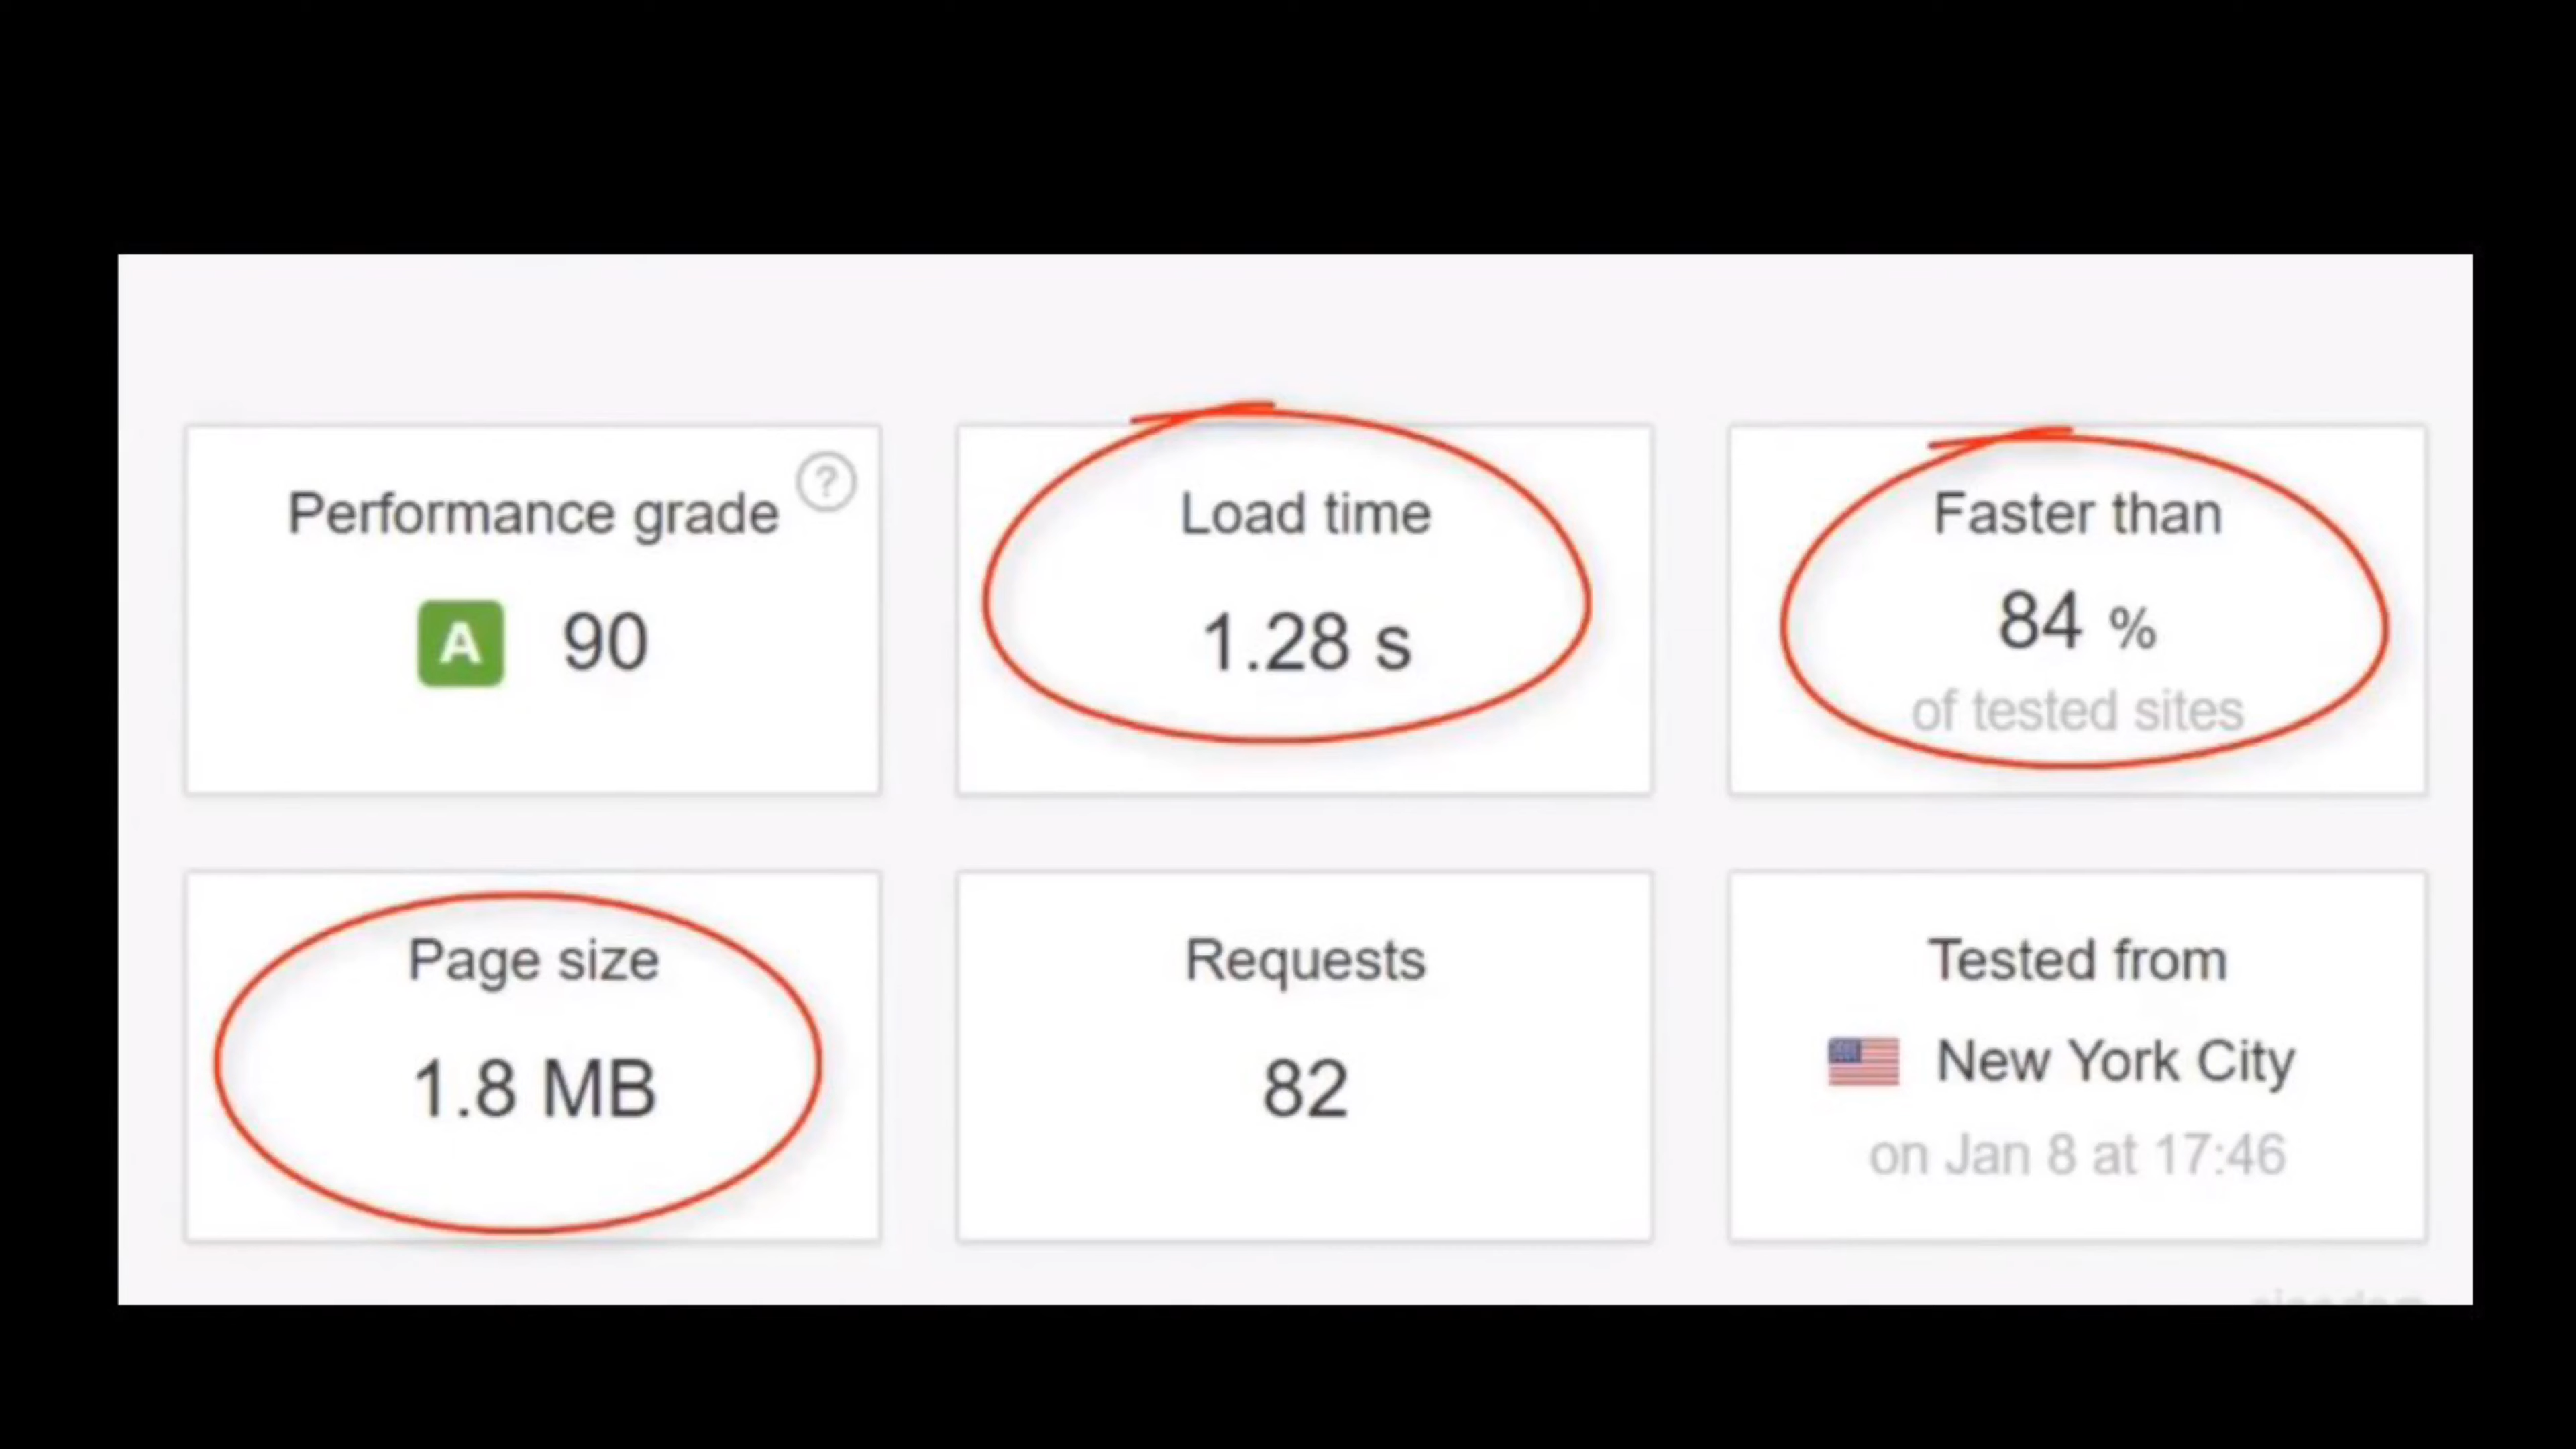 Performance grade
?
A 90
Load time
1.28 s
Faster than
84 %
of tested sites
Page size
1.8 MB
Requests
82
Tested from
New York City
on Jan 8 at 17:46